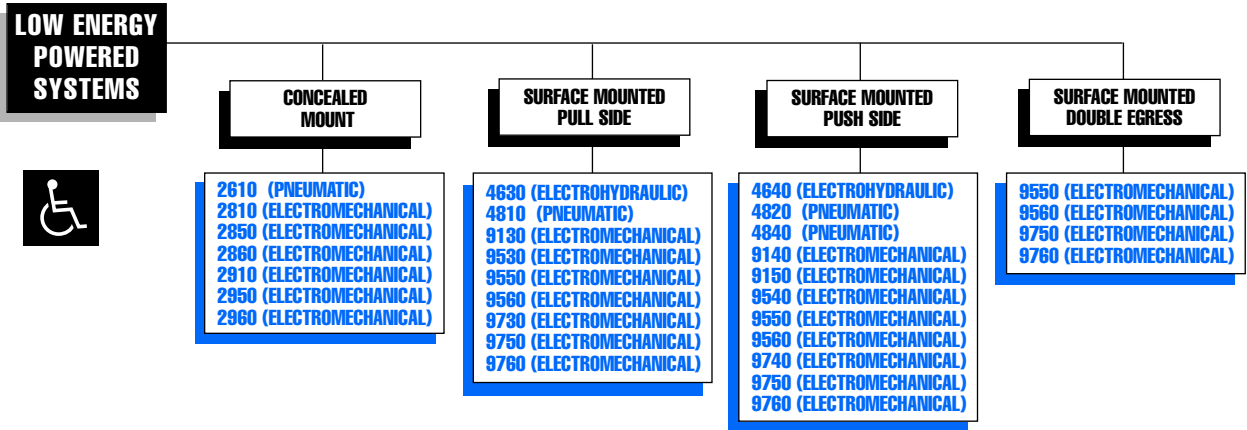 LOW ENERGY
POWERED
SYSTEMS
CONCEALED
MOUNT
2610 (PNEUMATIC)
2810 (ELECTROMECHANICAL)
2850 (ELECTROMECHANICAL)
2860 (ELECTROMECHANICAL)
2910 (ELECTROMECHANICAL)
2950 (ELECTROMECHANICAL)
2960 (ELECTROMECHANICAL)
SURFACE MOUNTED
PULL SIDE
4630 (ELECTROHYDRAULIC)
4810 (PNEUMATIC)
9130 (ELECTROMECHANICAL)
9530 (ELECTROMECHANICAL)
9550 (ELECTROMECHANICAL)
9560 (ELECTROMECHANICAL)
9730 (ELECTROMECHANICAL)
9750 (ELECTROMECHANICAL)
9760 (ELECTROMECHANICAL)
SURFACE MOUNTED
PUSH SIDE
4640 (ELECTROHYDRAULIC)
4820 (PNEUMATIC)
4840 (PNEUMATIC)
9140 (ELECTROMECHANICAL)
9150 (ELECTROMECHANICAL)
9540 (ELECTROMECHANICAL)
9550 (ELECTROMECHANICAL)
9560 (ELECTROMECHANICAL)
9740 (ELECTROMECHANICAL)
9750 (ELECTROMECHANICAL)
9760 (ELECTROMECHANICAL)
SURFACE MOUNTED
DOUBLE EGRESS
9550 (ELECTROMECHANICAL)
9560 (ELECTROMECHANICAL)
9750 (ELECTROMECHANICAL)
9760 (ELECTROMECHANICAL)